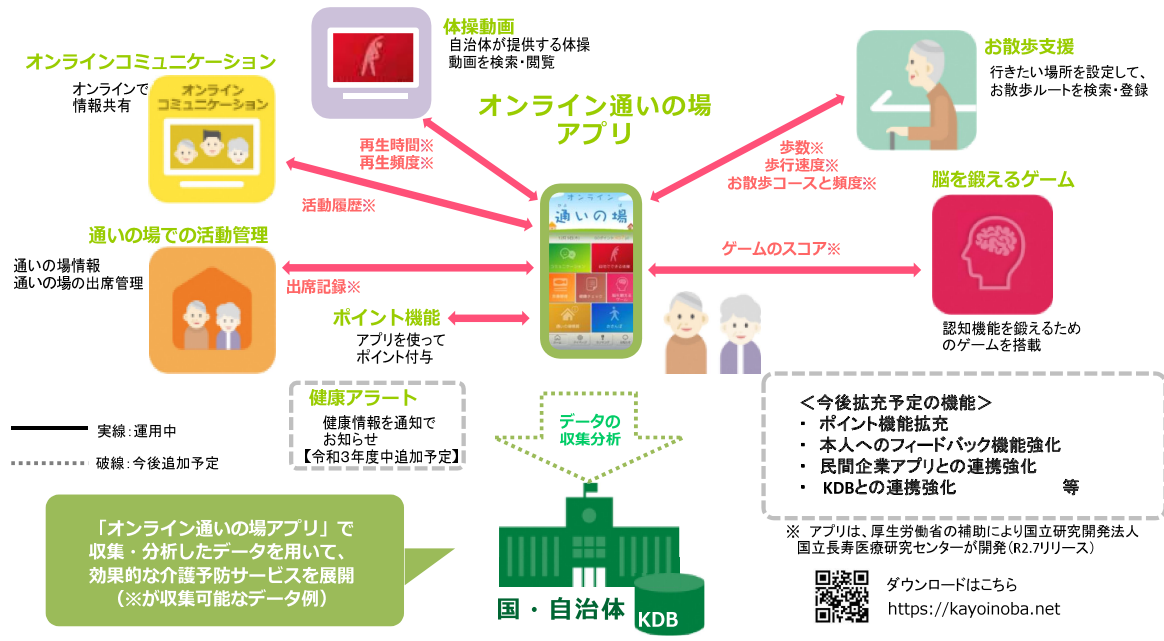 体操動画
自治体が提供する体操
動画を検索・閲覧
オンラインコミュニケーション
オンラインで
情報共有
オンライン
コミュニケーション
オンライン通いの場
アプリ
お散歩支援
行きたい場所を設定して、
お散歩ルートを検索・登録
再生時間※
再生頻度※
歩数※
歩行速度※
お散歩コースと頻度※
活動履歴※
脳を鍛えるゲーム
通いの場での活動管理
通いの場情報
通いの場の出席管理
オンライン
通いの場
ゲームのスコア※
出席記録※
ポイント機能
アプリを使って
ポイント付与
認知機能を鍛えるため
のゲームを搭載
健康アラート
健康情報を通知で
お知らせ
【令和3年度中追加予定】
データの
収集分析
実線：運用中
破線：今後追加予定
＜今後拡充予定の機能＞
・ ポイント機能拡充
・ 本人へのフィードバック機能強化
・ 民間企業アプリとの連携強化
・ KDBとの連携強化 等
「オンライン通いの場アプリ」で
収集・分析したデータを用いて、
効果的な介護予防サービスを展開
（※が収集可能なデータ例）
国・自治体
KDB
※ アプリは、厚生労働省の補助により国立研究開発法人
国立長寿医療研究センターが開発（R2.7リリース）
ダウンロードはこちら
https://kayoinoba.net